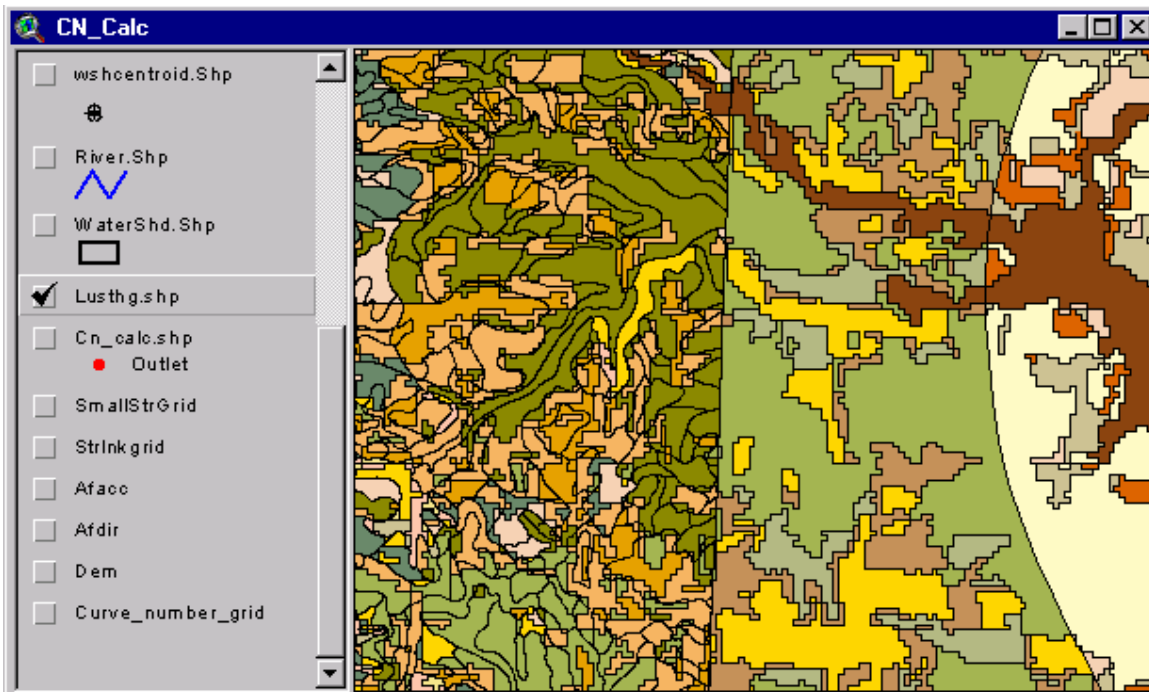 CN_Calc
wshcentroid.Shp
River.Shp
WaterShd.Shp
Lusthg.shp
Cn_calc.shp
Outlet
SmallStrGrid
Strlnkgrid
Afacc
Afdir
Dem
Curve_number_grid